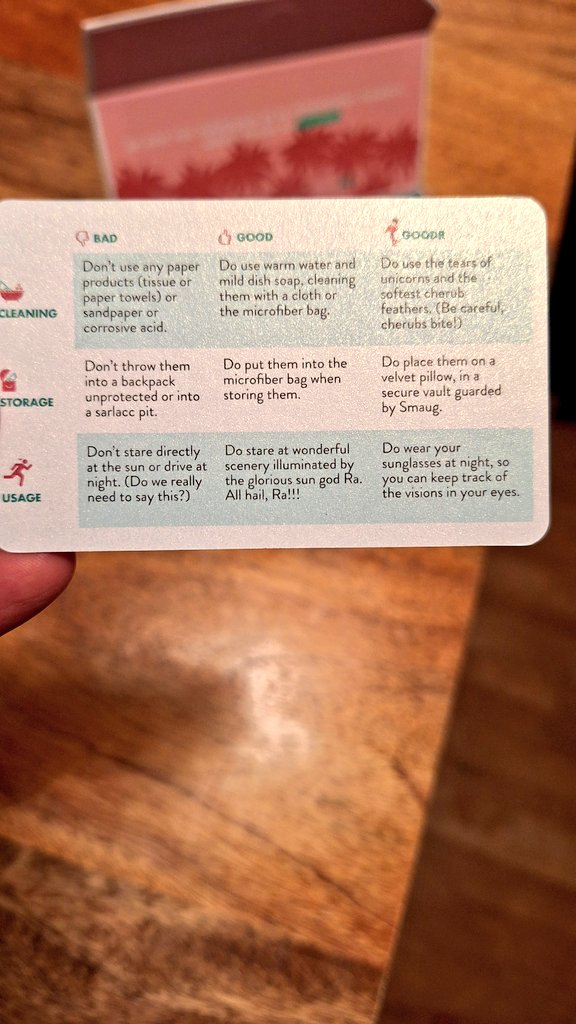 BAD
GOOD
GOODR
CLEANING
Don't use any paper
products (tissue or
paper towels) or
sandpaper or
corrosive acid.
Do use warm water and
mild dish soap, cleaning
them with a cloth or
the microfiber bag.
Do use the tears of
unicorns and the
softest cherub
feathers. (Be careful,
cherubs bite!)
STORAGE
Don't throw them
into a backpack
unprotected or into
a sarlacc pit.
Do put them into the
microfiber bag when
storing them.
Do place them on a
velvet pillow, in a
secure vault guarded
by Smaug.
USAGE
Don't stare directly
at the sun or drive at
night. (Do we really
need to say this?)
Do stare at wonderful
scenery illuminated by
the glorious sun god Ra.
All hail, Ra!!!
Do wear your
sunglasses at night, so
you can keep track of
the visions in your eyes.